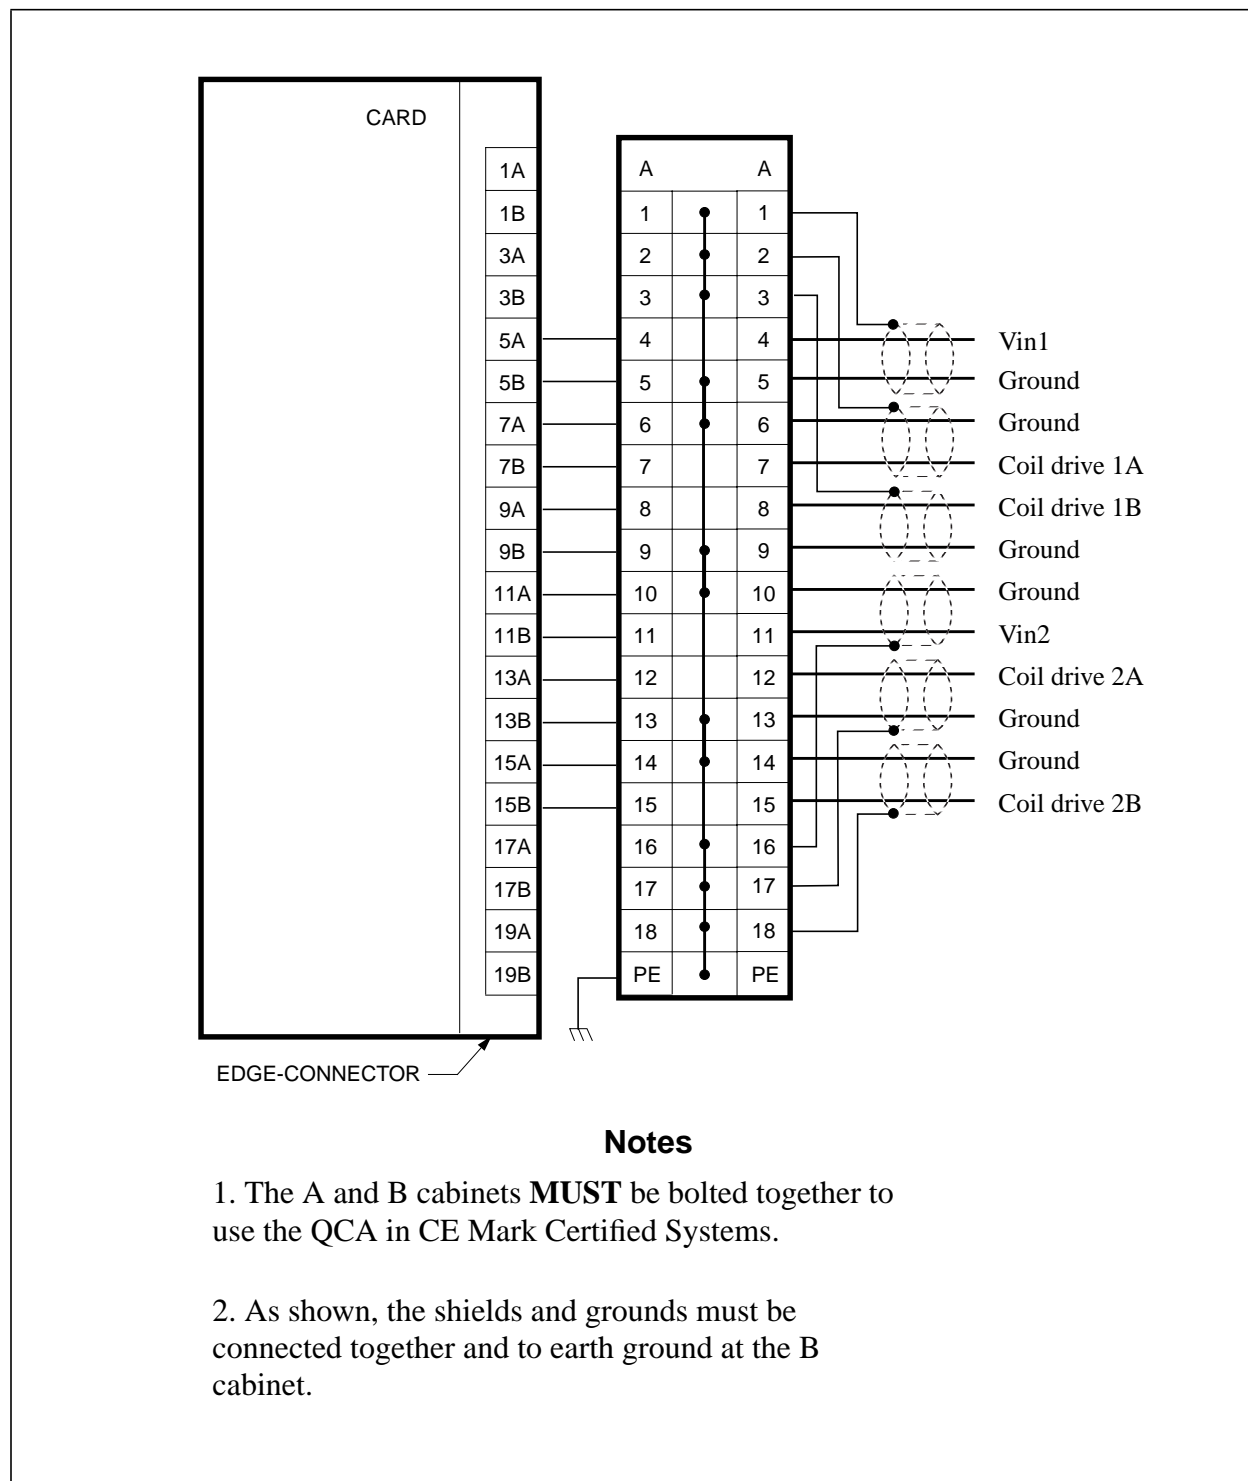 CARD
1A
A A
1B 1 1
3A 2 2
3B 3 3
5A 4 4 Vin1
5B 5 5 Ground
7A 6 6 Ground
7B 7 7 Coil drive 1A
9A 8 8 Coil drive 1B
9B 9 9 Ground
11A 10 10 Ground
11B 11 11 Vin2
13A 12 12 Coil drive 2A
13B 13 13 Ground
15A 14 14 Ground
15B 15 15 Coil drive 2B
17A 16 16
17B 17 17
19A 18 18
19B PE PE
EDGE-CONNECTOR
Notes
1. The A and B cabinets MUST be bolted together to
use the QCA in CE Mark Certified Systems.
2. As shown, the shields and grounds must be
connected together and to earth ground at the B
cabinet.